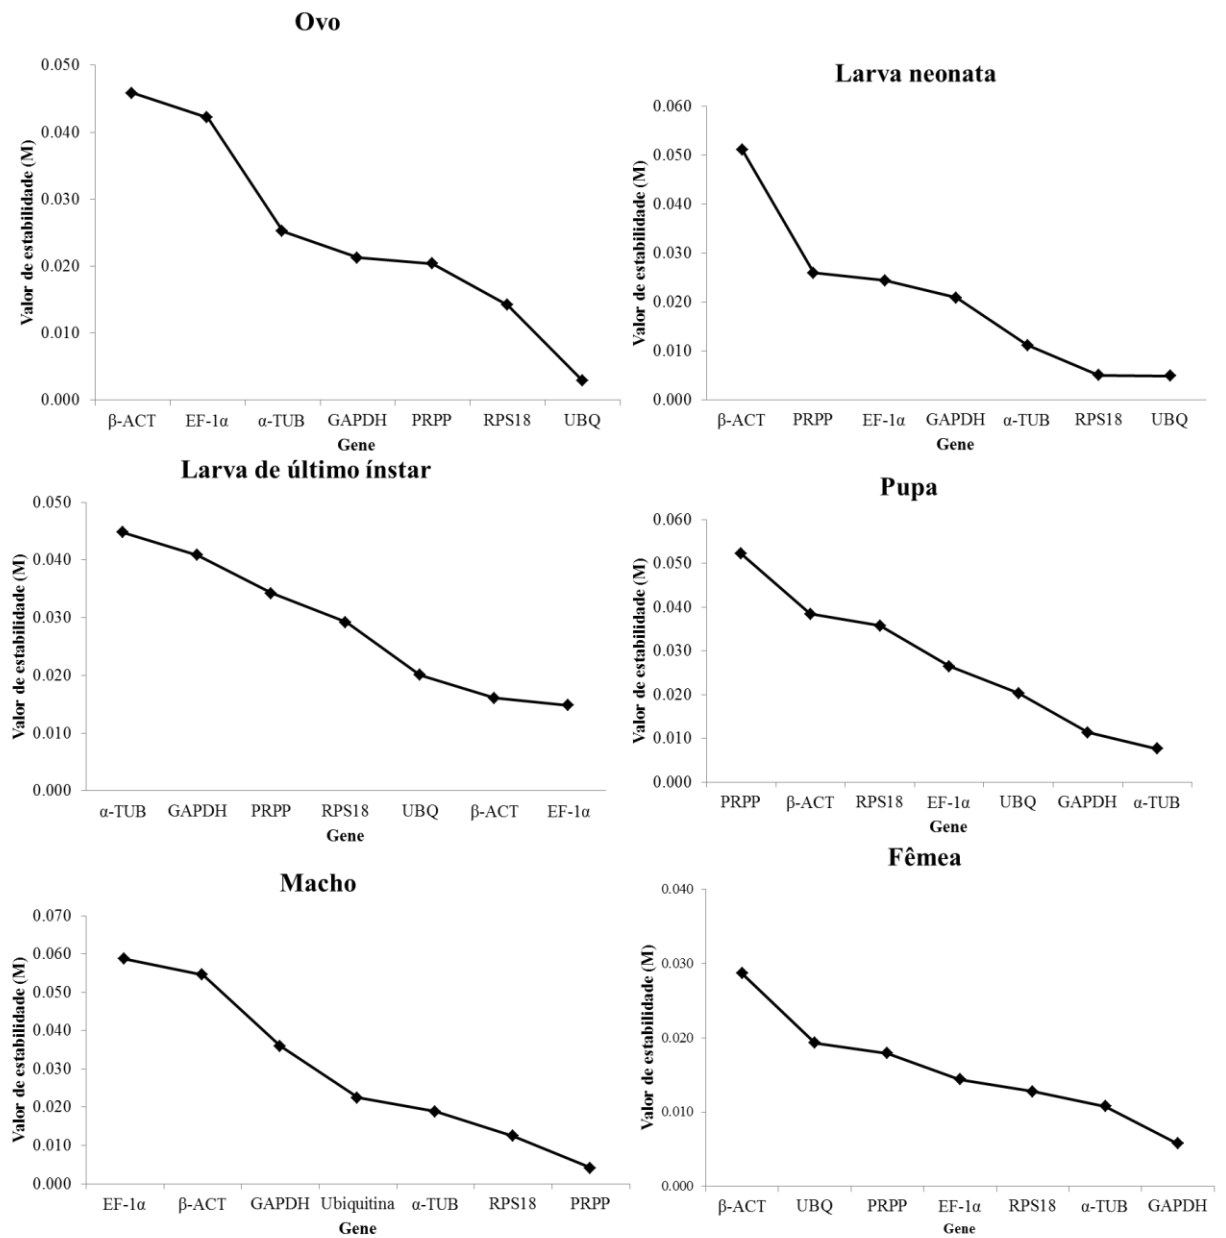 Ovo
Valor de estabilidade (M)
0.050
0.040
0.030
0.020
0.010
0.000
β-ACT EF-1α α-TUB GAPDH PRPP RPS18 UBQ
Gene
Larva neonata
Valor de estabilidade (M)
0.060
0.050
0.040
0.030
0.020
0.010
0.000
β-ACT PRPP EF-1α GAPDH α-TUB RPS18 UBQ
Gene
Larva de último ínstar
Valor de estabilidade (M)
0.050
0.040
0.030
0.020
0.010
0.000
α-TUB GAPDH PRPP RPS18 UBQ β-ACT EF-1α
Gene
Pupa
Valor de estabilidade (M)
0.060
0.050
0.040
0.030
0.020
0.010
0.000
PRPP β-ACT RPS18 EF-1α UBQ GAPDH α-TUB
Gene
Macho
Valor de estabilidade (M)
0.070
0.060
0.050
0.040
0.030
0.020
0.010
0.000
EF-1α β-ACT GAPDH Ubiquitina α-TUB RPS18 PRPP
Gene
Fêmea
Valor de estabilidade (M)
0.040
0.030
0.020
0.010
0.000
β-ACT UBQ PRPP EF-1α RPS18 α-TUB GAPDH
Gene